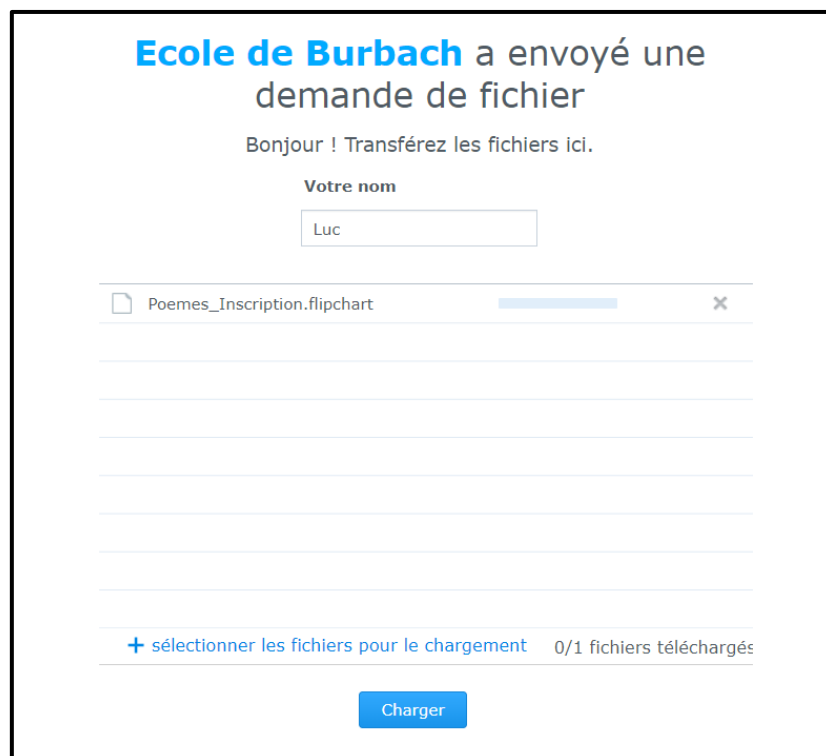 Ecole de Burbach a envoyé une
demande de fichier
Bonjour ! Transférez les fichiers ici.
Votre nom
Luc
Poemes_Inscription.flipchart
+ sélectionner les fichiers pour le chargement 0/1 fichiers téléchargés
Charger